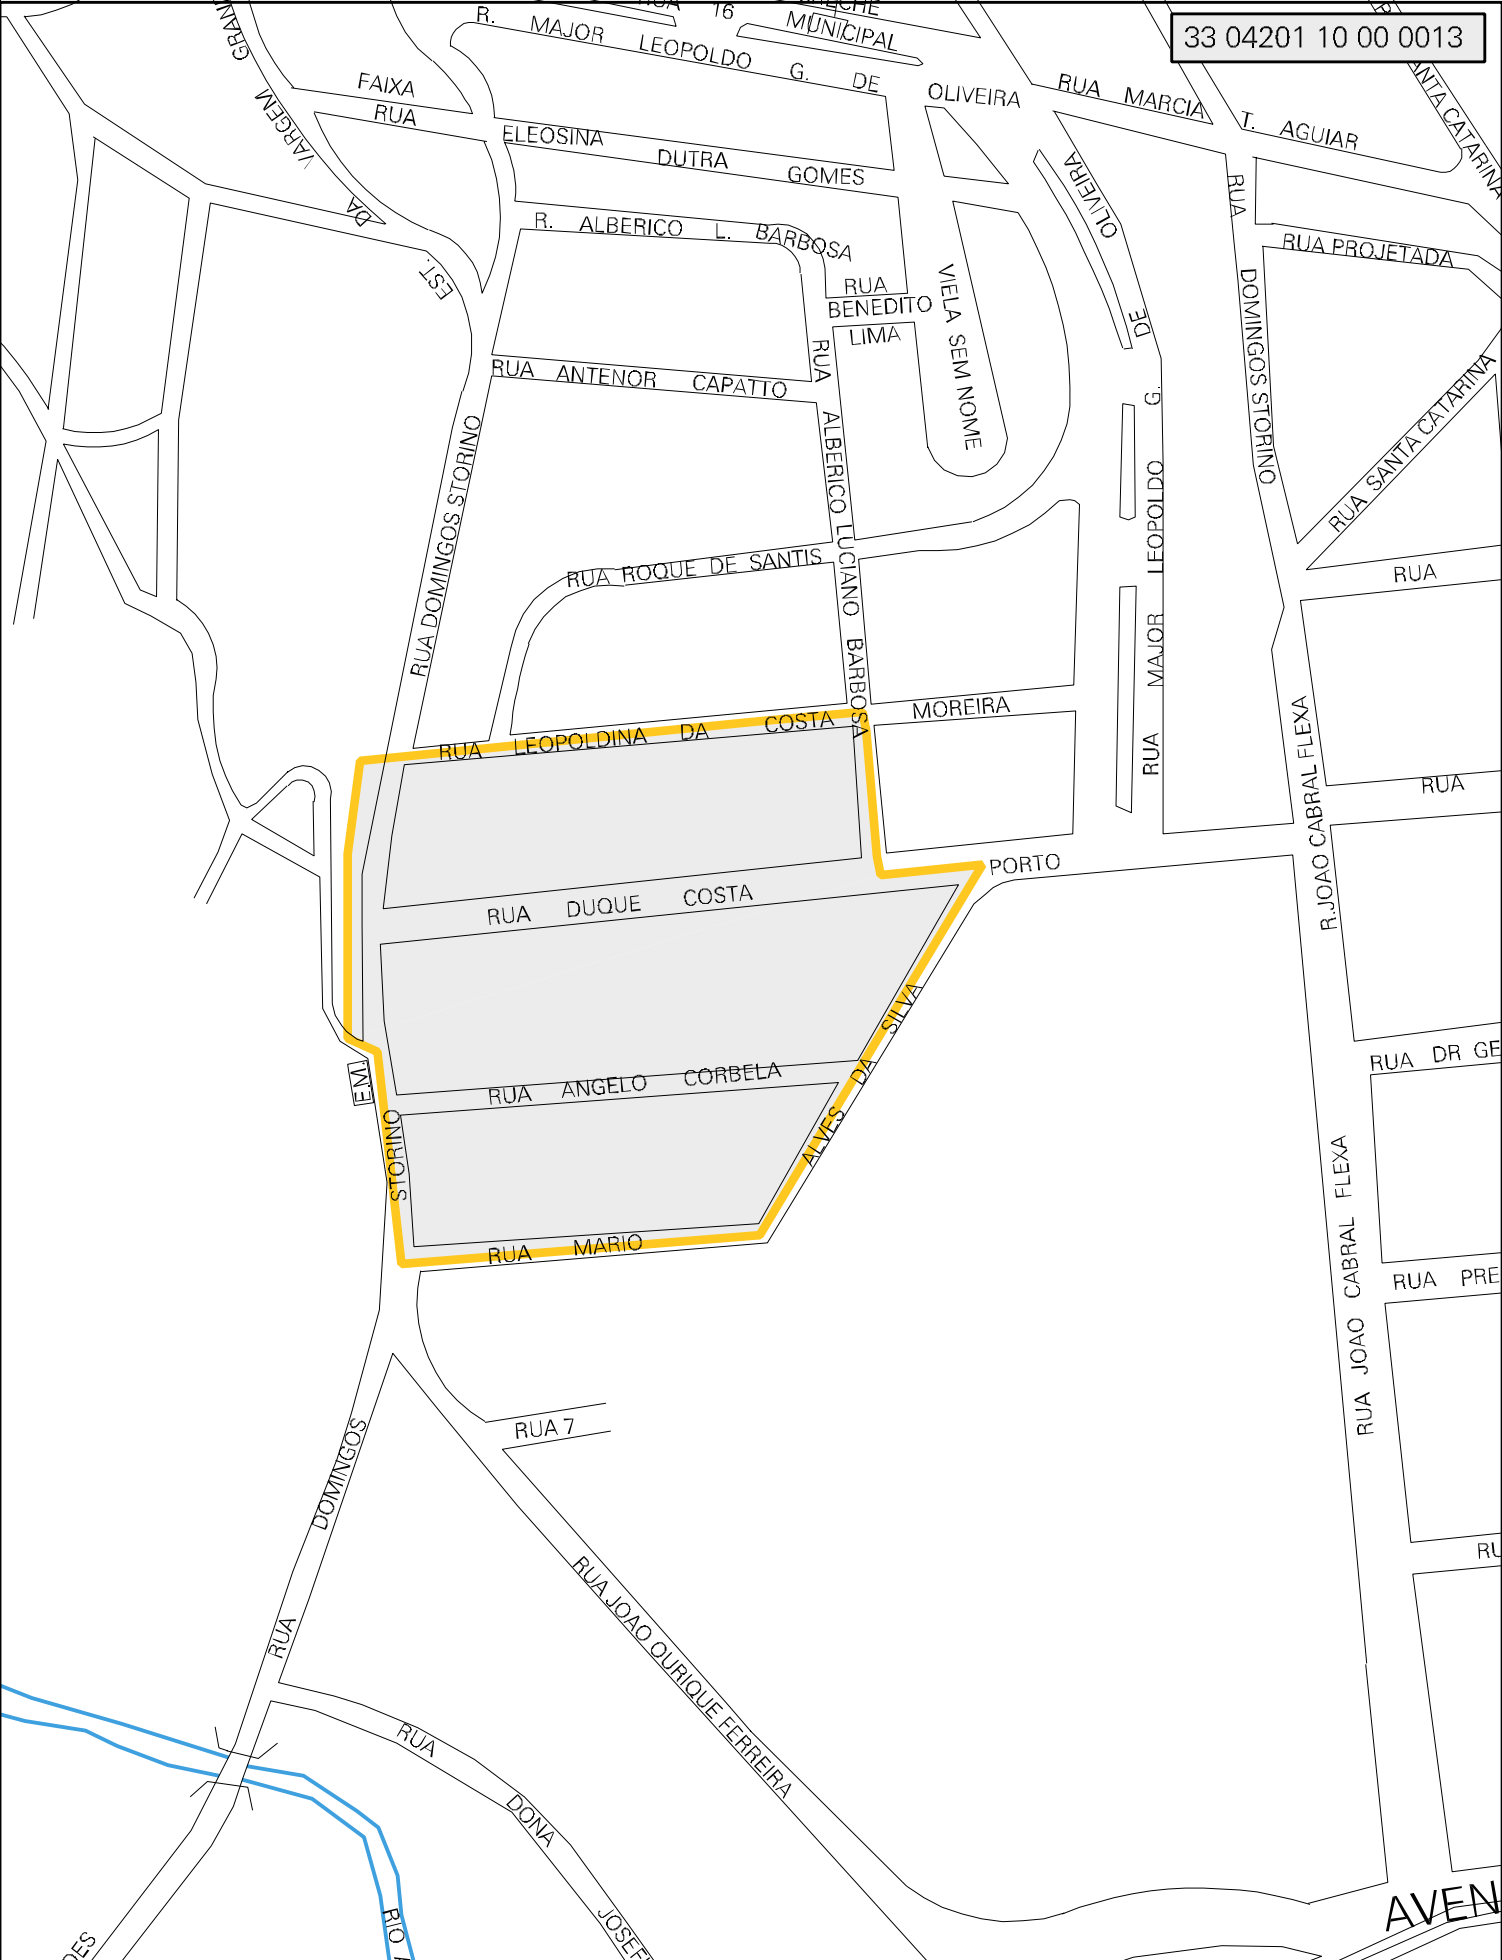 33 04201 10 00 0013
RUA 16
MUNICIPAL
R. MAJOR LEOPOLDO G. DE OLIVEIRA
RUA MARCIA T. AGUIAR
FAIXA
RUA ELEOSINA DUTRA GOMES
VARGEM
DA
EST.
R. ALBERICO L. BARBOSA
RUA
BENEDITO
LIMA
VIELA SEM NOME
RUA PROJETADA
RUA DOMINGOS STORINO
RUA SANTA CATARINA
ANTA CATARINA
RUA ANTENOR CAPATTO
RUA ALBERICO LUCIANO BARBOSA
RUA DOMINGOS STORINO
RUA ROQUE DE SANTIS
RUA MAJOR LEOPOLDO G. DE OLIVEIRA
RUA
RUA LEOPOLDINA DA COSTA MOREIRA
RUA
R.JOAO CABRAL FLEXA
RUA DUQUE COSTA
PORTO
RUA DR GE
RUA ANGELO CORBELA
E.M.
RUA DOMINGOS STORINO
RUA MARIO ALVES DA SILVA
RUA PRE
RUA JOAO CABRAL FLEXA
RUA 7
RU
RUA JOAO OURIQUE FERREIRA
RUA DONA
RIO
AVEN